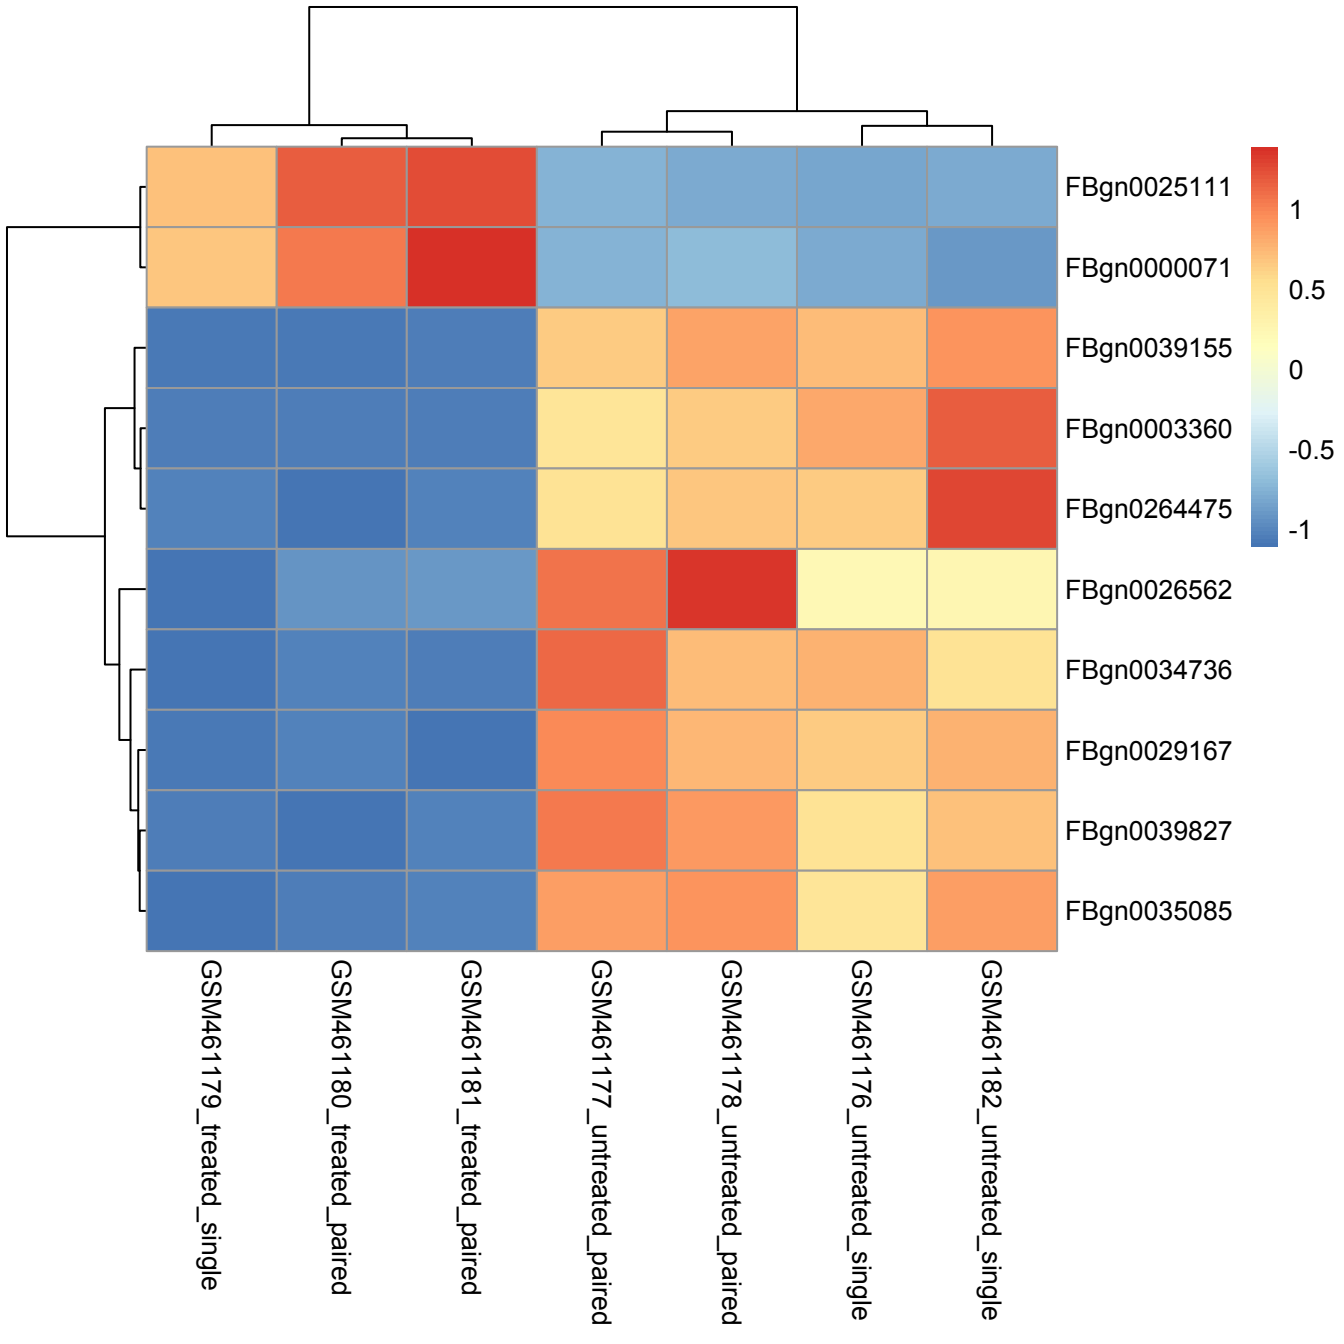 FBgn0025111
FBgn0000071
FBgn0039155
FBgn0003360
FBgn0264475
FBgn0026562
FBgn0034736
FBgn0029167
FBgn0039827
FBgn0035085
1
0.5
0
-0.5
-1
GSM461179_treated_single
GSM461180_treated_paired
GSM461181_treated_paired
GSM461177_untreated_paired
GSM461178_untreated_paired
GSM461176_untreated_single
GSM461182_untreated_single